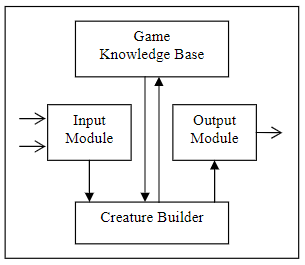 Game
Knowledge Base
Input
Module
Output
Module
Creature Builder